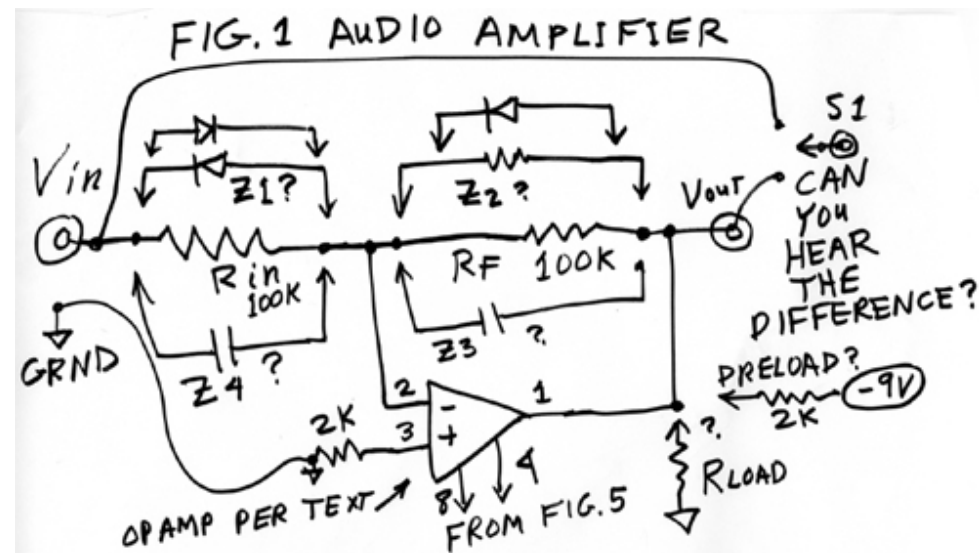 FIG. 1 AUDIO AMPLIFIER
S1
Vin
Z1?
Z2?
Vout
CAN
YOU
HEAR
THE
DIFFERENCE?
Rin
100K
RF 100K
GRND
Z4 ?
Z3 ?
PRELOAD?
-9V
2K
2 -
1
2K
3 +
?
RLOAD
8
4
OPAMP PER TEXT
FROM FIG.5